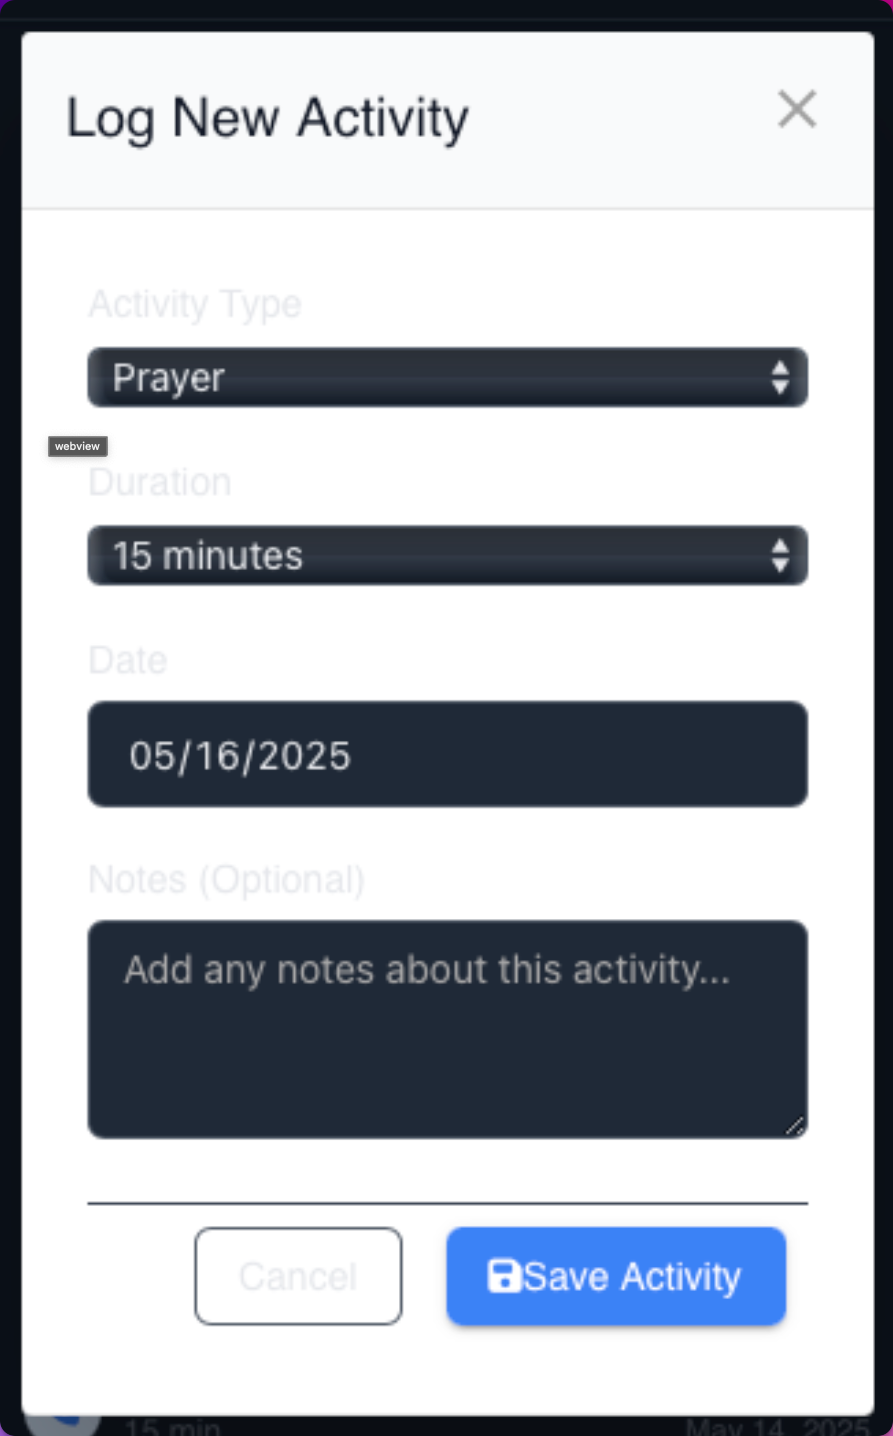 Log New Activity
Activity Type
Prayer
webview
Duration
15 minutes
Date
05/16/2025
Notes (Optional)
Add any notes about this activity...
Cancel
Save Activity
15 min
May 14, 2025